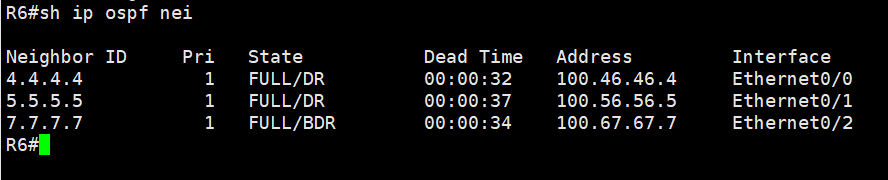 R6#sh ip ospf nei
Neighbor ID     Pri   State           Dead Time   Address         Interface
4.4.4.4           1   FULL/DR         00:00:32    100.46.46.4     Ethernet0/0
5.5.5.5           1   FULL/DR         00:00:37    100.56.56.5     Ethernet0/1
7.7.7.7           1   FULL/BDR        00:00:34    100.67.67.7     Ethernet0/2
R6#